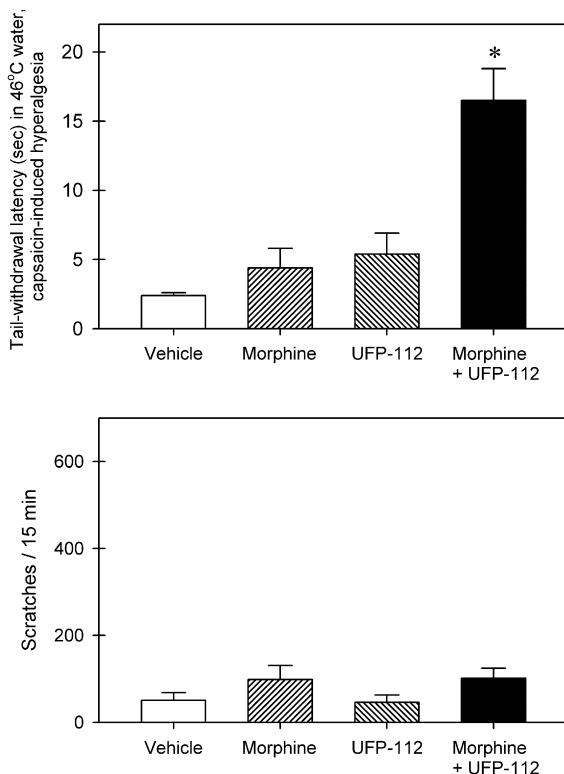 Tail-withdrawal latency (sec) in 46°C water,
capsaicin-induced hyperalgesia
20
15
10
5
0
*
Vehicle
Morphine
UFP-112
Morphine
+ UFP-112
Scratches / 15 min
600
400
200
0
Vehicle
Morphine
UFP-112
Morphine
+ UFP-112